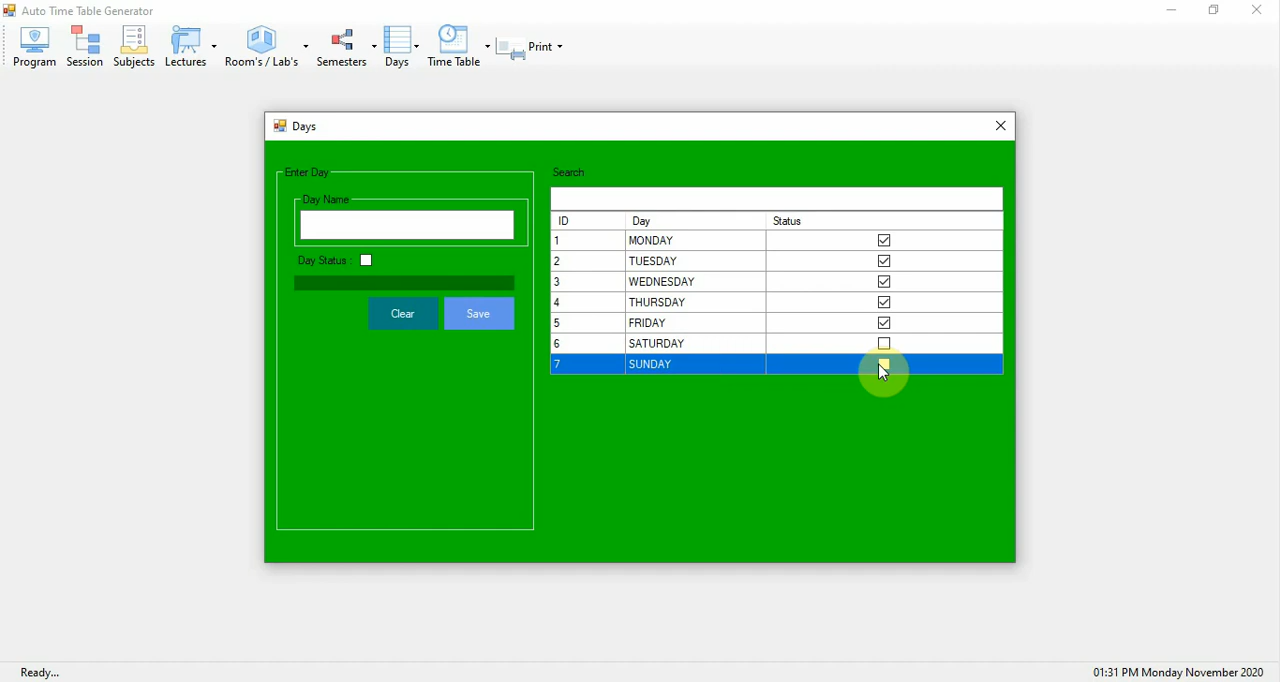 Auto Time Table Generator
Program Session Subjects Lectures Room's / Lab's Semesters Days Time Table Print
Days
Enter Day
Day Name
Day Status :
Clear Save
Search
ID Day Status
1 MONDAY
2 TUESDAY
3 WEDNESDAY
4 THURSDAY
5 FRIDAY
6 SATURDAY
7 SUNDAY
Ready... 01:31 PM Monday November 2020